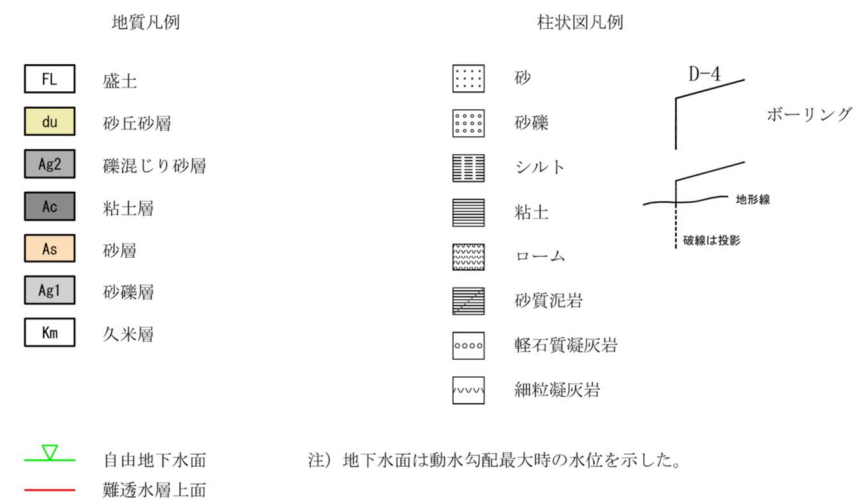 地質凡例
FL 盛土
du 砂丘砂層
Ag2 礫混じり砂層
Ac 粘土層
As 砂層
Ag1 砂礫層
Km 久米層
自由地下水面
難透水層上面
柱状図凡例
砂
砂礫
シルト
粘土
ローム
砂質泥岩
軽石質凝灰岩
細粒凝灰岩
D-4
ボーリング
地形線
破線は投影
注）地下水面は動水勾配最大時の水位を示した。